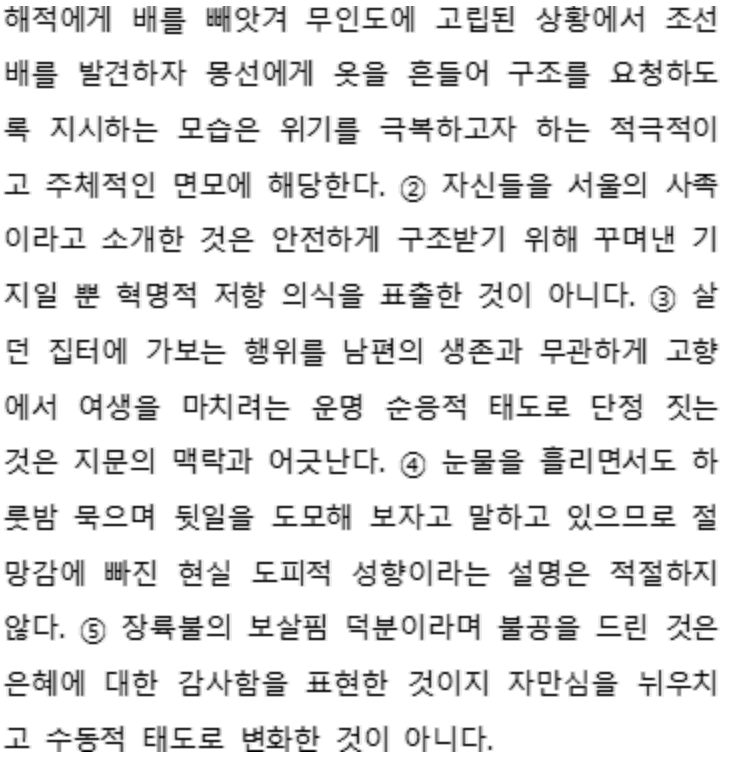 해적에게 배를 빼앗겨 무인도에 고립된 상황에서 조선
배를 발견하자 몽선에게 옷을 흔들어 구조를 요청하도
록 지시하는 모습은 위기를 극복하고자 하는 적극적이
고 주체적인 면모에 해당한다. ② 자신들을 서울의 사족
이라고 소개한 것은 안전하게 구조받기 위해 꾸며낸 기
지일 뿐 혁명적 저항 의식을 표출한 것이 아니다. ③ 살
던 집터에 가보는 행위를 남편의 생존과 무관하게 고향
에서 여생을 마치려는 운명 순응적 태도로 단정 짓는
것은 지문의 맥락과 어긋난다. ④ 눈물을 흘리면서도 하
룻밤 묵으며 뒷일을 도모해 보자고 말하고 있으므로 절
망감에 빠진 현실 도피적 성향이라는 설명은 적절하지
않다. ⑤ 장륙불의 보살핌 덕분이라며 불공을 드린 것은
은혜에 대한 감사함을 표현한 것이지 자만심을 뉘우치
고 수동적 태도로 변화한 것이 아니다.